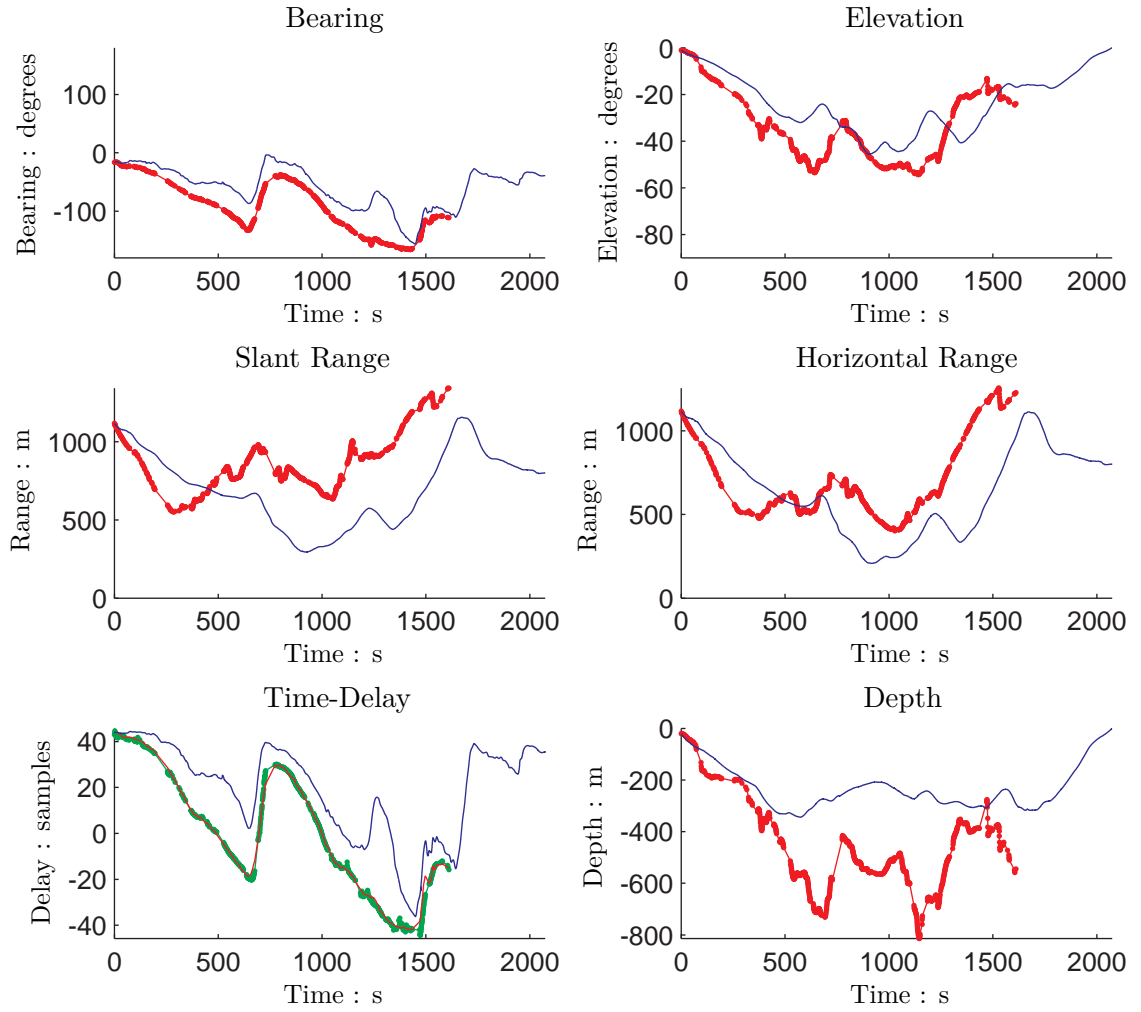 Bearing
Bearing : degrees
100
0
-100
0 500 1000 1500 2000
Time : s
Elevation
Elevation : degrees
0
-20
-40
-60
-80
0 500 1000 1500 2000
Time : s
Slant Range
Range : m
1000
500
0
0 500 1000 1500 2000
Time : s
Horizontal Range
Range : m
1000
500
0
0 500 1000 1500 2000
Time : s
Time-Delay
Delay : samples
40
20
0
-20
-40
0 500 1000 1500 2000
Time : s
Depth
Depth : m
0
-200
-400
-600
-800
0 500 1000 1500 2000
Time : s